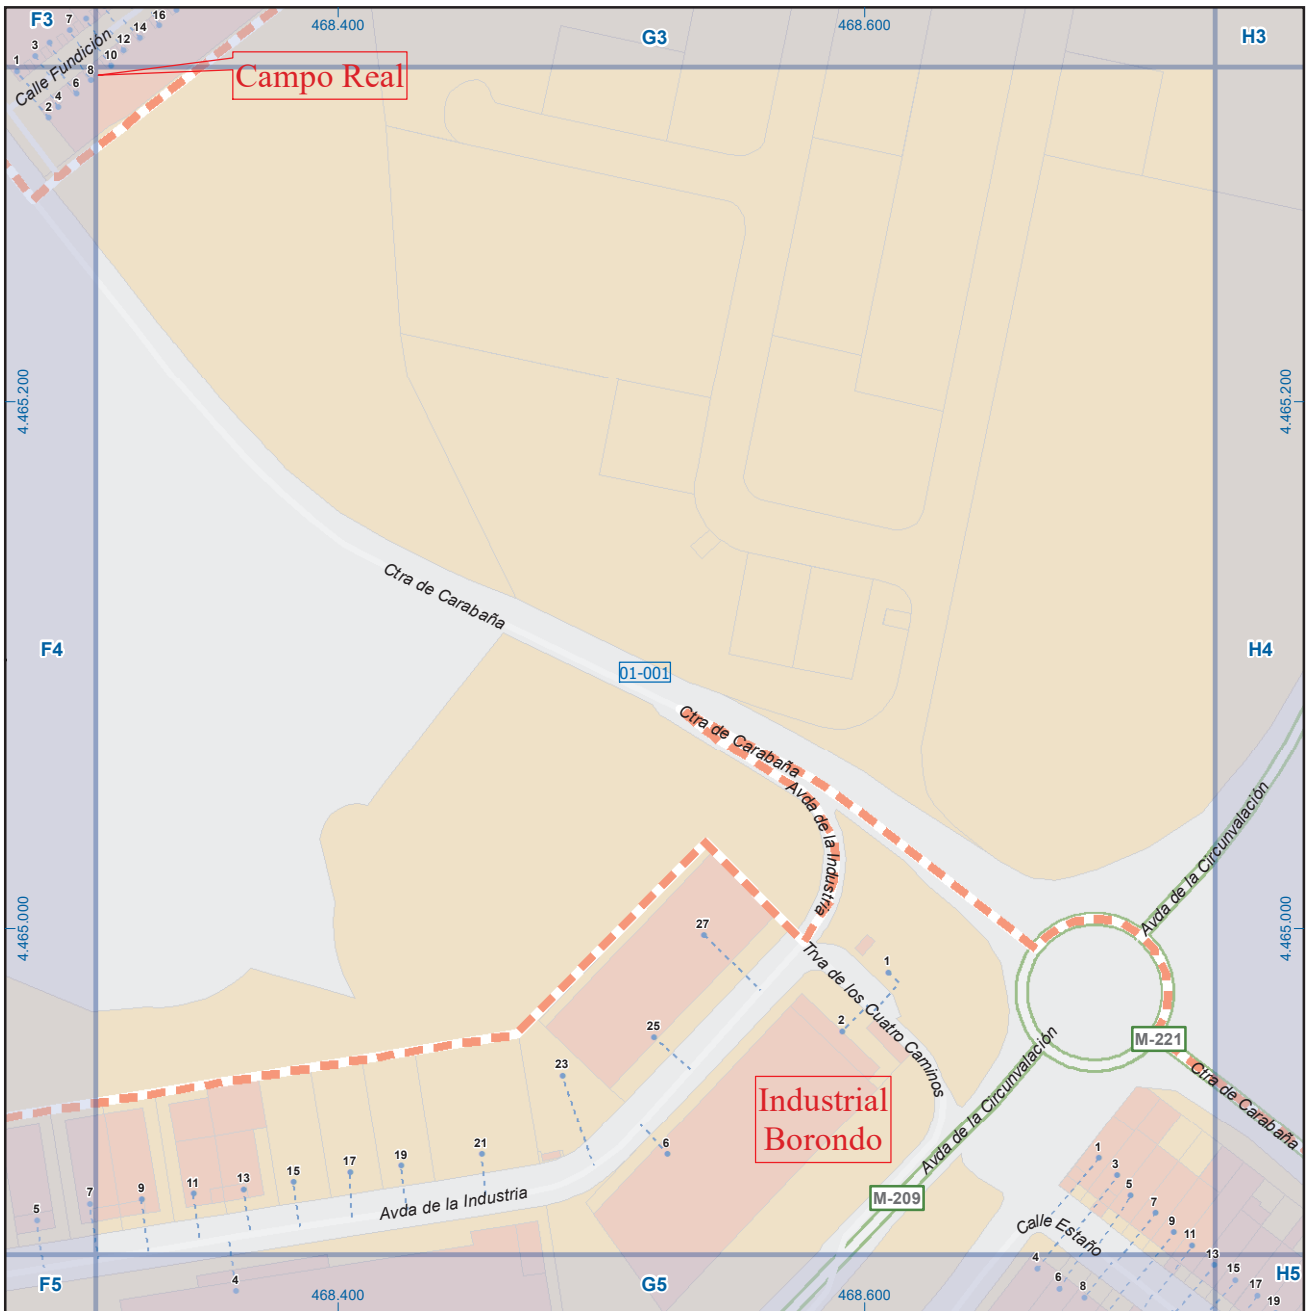 F3
468.400
G3
468.600
H3
7
16
14
12
10
3
1
8
6
4
2
Calle Fundición
Campo Real
4.465.200
4.465.200
Ctra de Carabaña
F4
01-001
H4
Ctra de Carabaña
Avda de la Industria
Avda de la Circunvalación
4.465.000
4.465.000
27
Trva de los Cuatro Caminos
1
2
25
23
M-221
Ctra de Carabaña
Industrial
Borondo
6
Avda de la Circunvalación
21
19
17
15
13
11
9
7
5
Avda de la Industria
M-209
1
3
5
7
9
11
13
15
17
19
Calle Estaño
4
6
8
F5
4
468.400
G5
468.600
H5